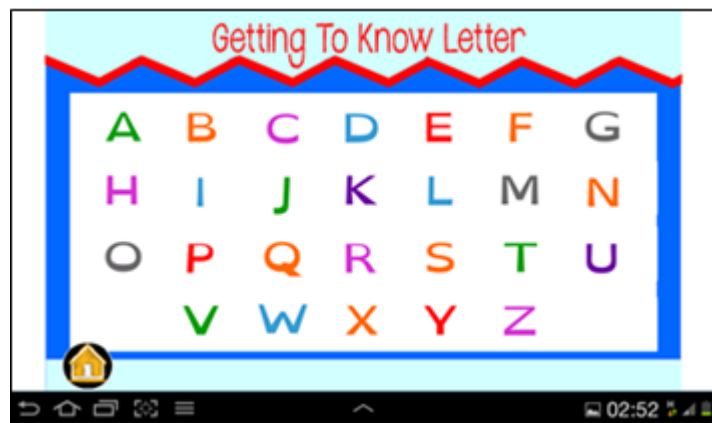 Getting To Know Letter
A B C D E F G
H I J K L M N
O P Q R S T U
V W X Y Z
02:52